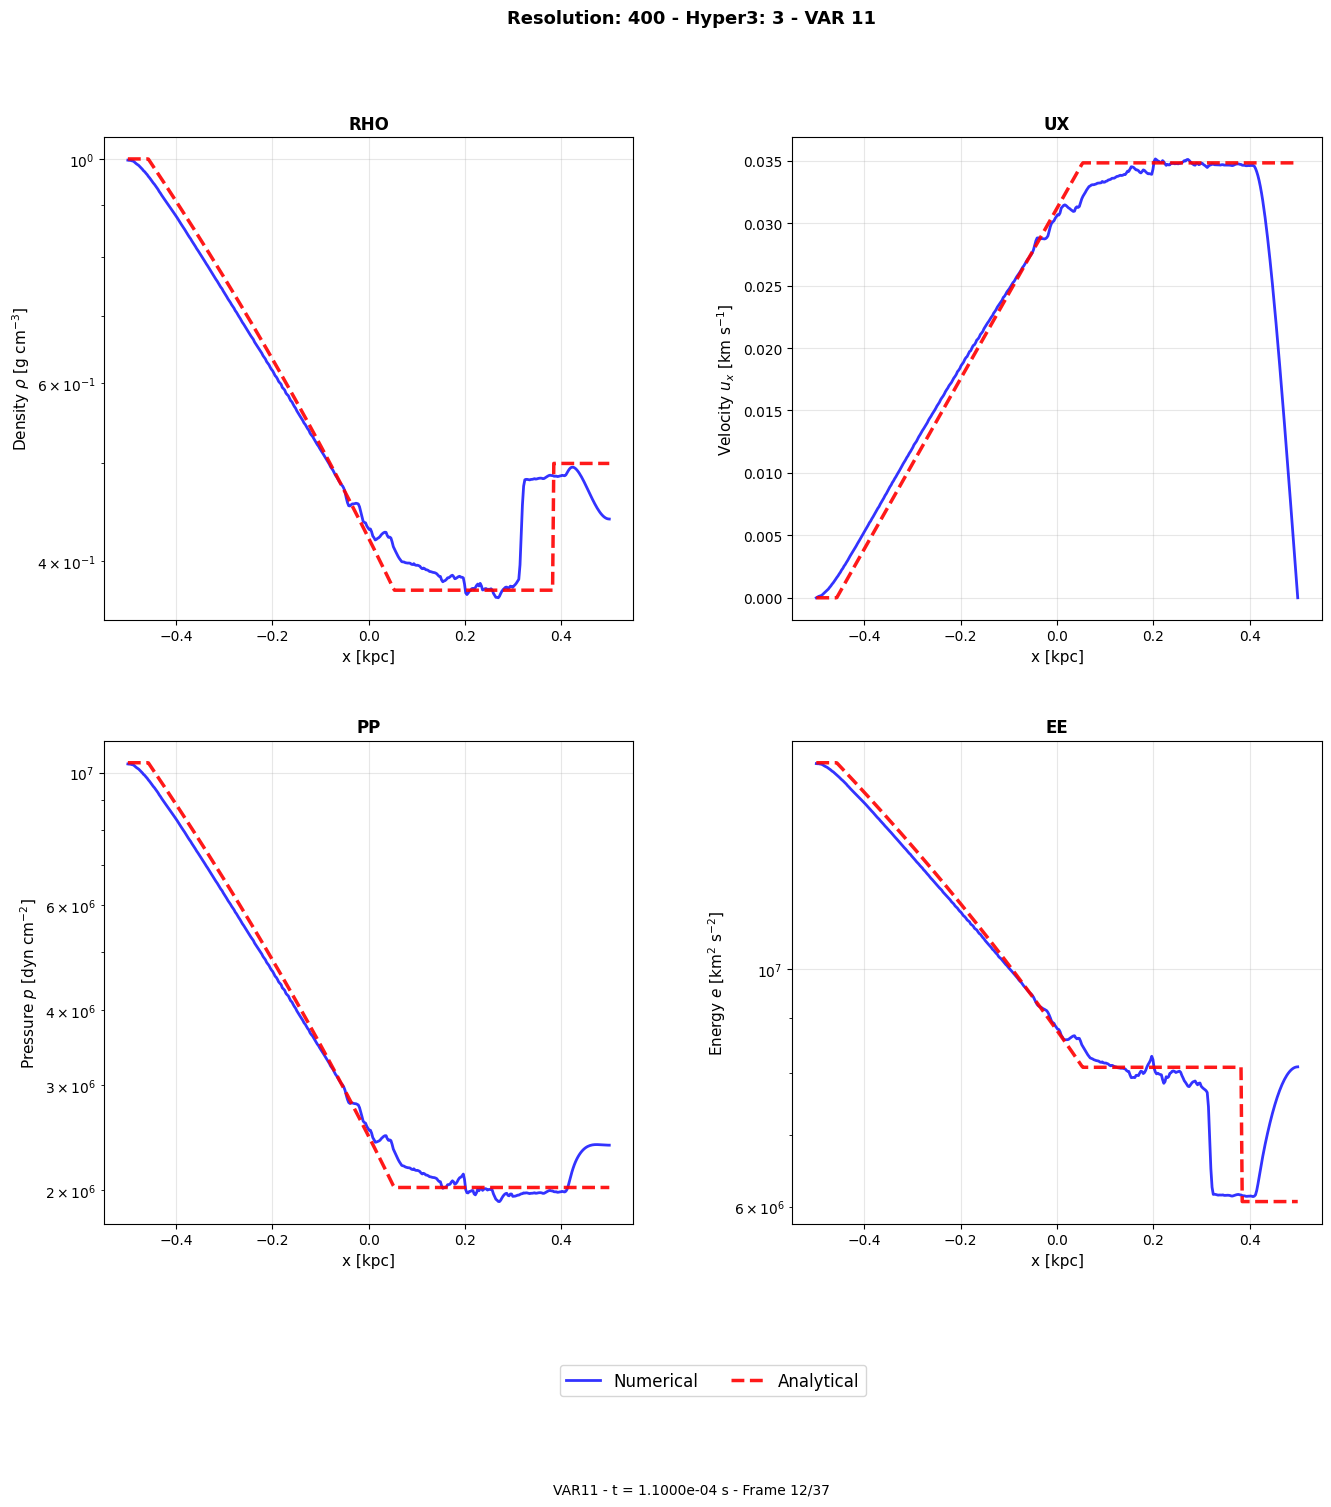 Resolution: 400 - Hyper3: 3 - VAR 11
RHO
Density ρ [g cm⁻³]
10⁰
6 × 10⁻¹
4 × 10⁻¹
−0.4 −0.2 0.0 0.2 0.4
x [kpc]
UX
Velocity uₓ [km s⁻¹]
0.035
0.030
0.025
0.020
0.015
0.010
0.005
0.000
−0.4 −0.2 0.0 0.2 0.4
x [kpc]
PP
Pressure p [dyn cm⁻²]
10⁷
6 × 10⁶
4 × 10⁶
3 × 10⁶
2 × 10⁶
−0.4 −0.2 0.0 0.2 0.4
x [kpc]
EE
Energy e [km² s⁻²]
10⁷
6 × 10⁶
−0.4 −0.2 0.0 0.2 0.4
x [kpc]
Numerical Analytical
VAR11 - t = 1.1000e-04 s - Frame 12/37